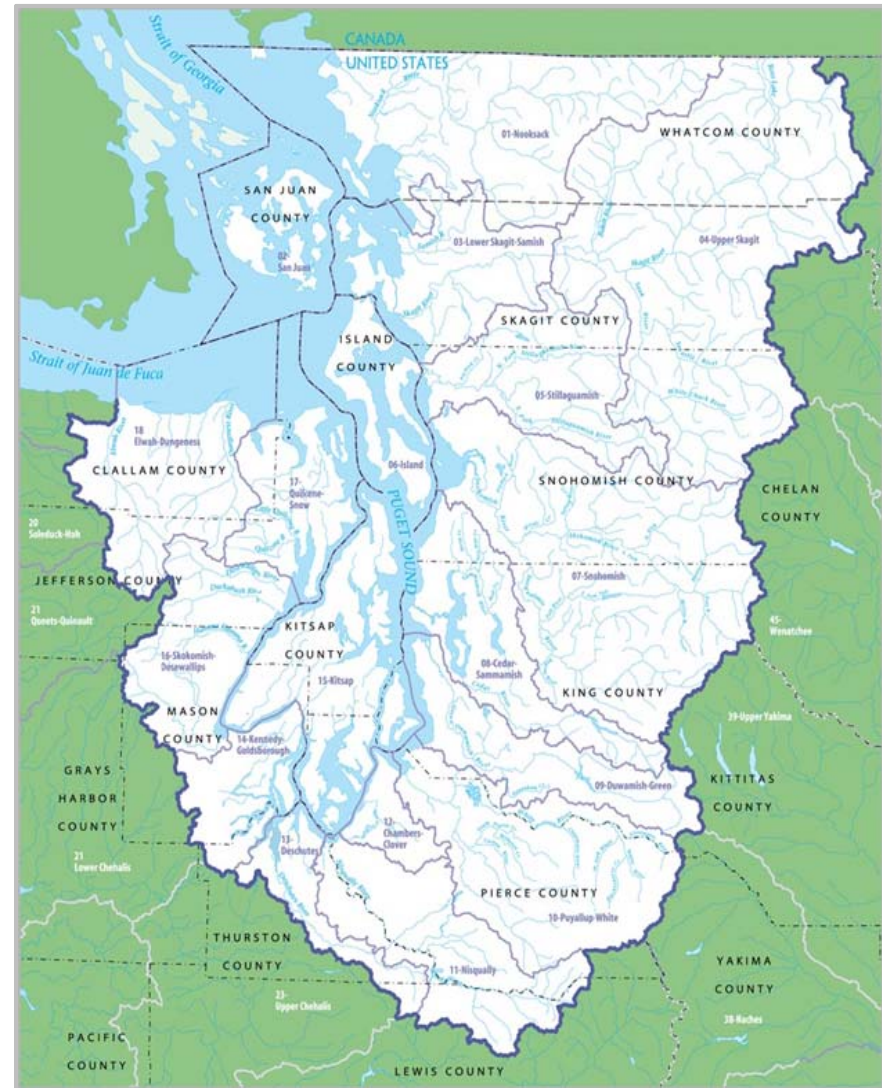 CANADA
UNITED STATES
Strait of Georgia
01-Nooksack
WHATCOM COUNTY
SAN JUAN
COUNTY
02-
San Juan
03-Lower Skagit-Samish
04-Upper Skagit
Skagit River
SKAGIT COUNTY
ISLAND
COUNTY
Strait of Juan de Fuca
05-Stillaguamish
18
Elwah-Dungeness
CLALLAM COUNTY
06-Island
17-
Quilcene-
Snow
SNOHOMISH COUNTY
CHELAN
COUNTY
PUGET SOUND
20
Soleduck-Hoh
JEFFERSON COUNTY
07-Snohomish
21
Queets-Quinault
KITSAP
COUNTY
45-
Wenatchee
16-Skokomish-
Dosewallips
08-Cedar-
Sammamish
15-Kitsap
KING COUNTY
MASON
COUNTY
14-Kennedy-
Goldsborough
39-Upper Yakima
GRAYS
HARBOR
COUNTY
09-Duwamish-Green
KITTITAS
COUNTY
12-
Chambers-
Clover
13-
Deschutes
21
Lower Chehalis
PIERCE COUNTY
10-Puyallup-White
THURSTON
COUNTY
11-Nisqually
YAKIMA
COUNTY
23-
Upper Chehalis
38-Naches
PACIFIC
COUNTY
LEWIS COUNTY